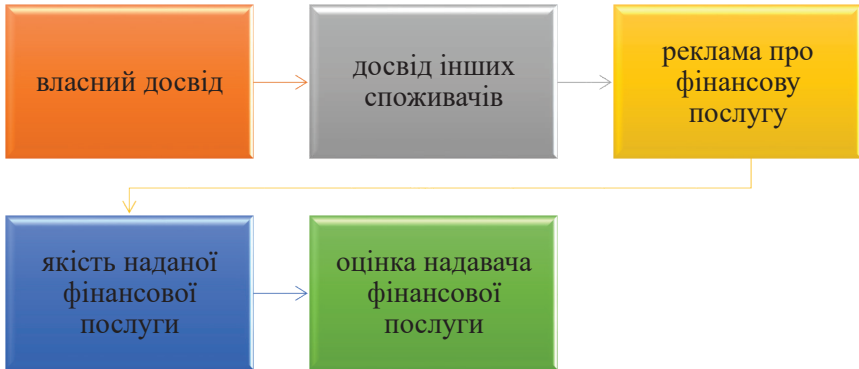 власний досвід
досвід інших
споживачів
реклама про
фінансову
послугу
якість наданої
фінансової
послуги
оцінка надавача
фінансової
послуги